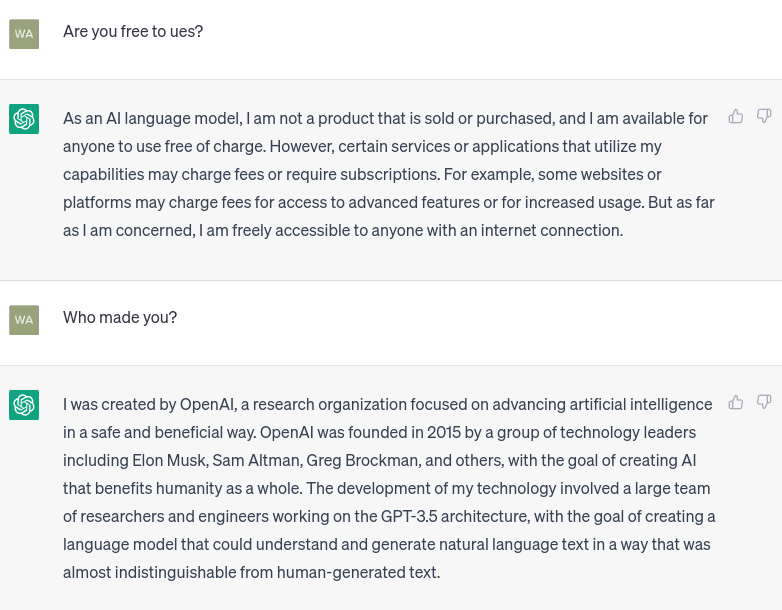 WA
Are you free to ues?
As an AI language model, I am not a product that is sold or purchased, and I am available for
anyone to use free of charge. However, certain services or applications that utilize my
capabilities may charge fees or require subscriptions. For example, some websites or
platforms may charge fees for access to advanced features or for increased usage. But as far
as I am concerned, I am freely accessible to anyone with an internet connection.
WA
Who made you?
I was created by OpenAI, a research organization focused on advancing artificial intelligence
in a safe and beneficial way. OpenAI was founded in 2015 by a group of technology leaders
including Elon Musk, Sam Altman, Greg Brockman, and others, with the goal of creating AI
that benefits humanity as a whole. The development of my technology involved a large team
of researchers and engineers working on the GPT-3.5 architecture, with the goal of creating a
language model that could understand and generate natural language text in a way that was
almost indistinguishable from human-generated text.